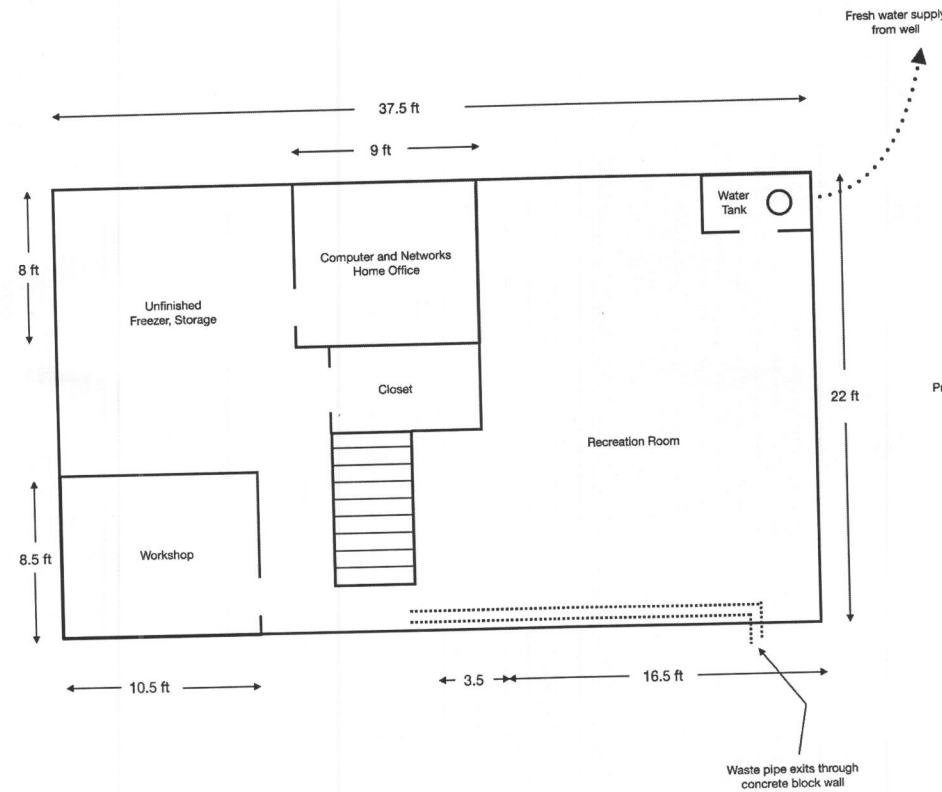 Fresh water supply
from well
37.5 ft
9 ft
Water
Tank
8 ft
Computer and Networks
Home Office
Unfinished
Freezer, Storage
Closet
22 ft
Pr
Recreation Room
8.5 ft
Workshop
10.5 ft
3.5
16.5 ft
Waste pipe exits through
concrete block wall